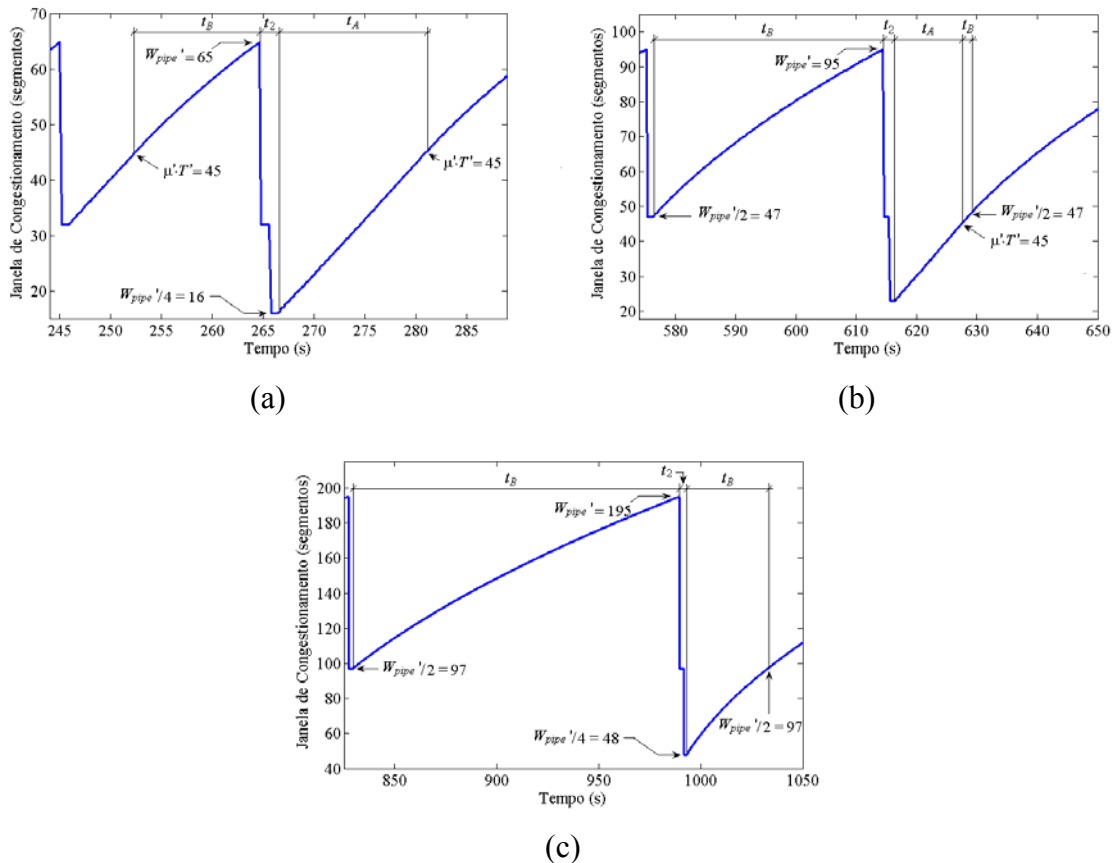 t_B t_2 t_A
Janela de Congestionamento (segmentos)
70
60
50
40
30
20
W_pipe' = 65
μ'·T' = 45
μ'·T' = 45
W_pipe'/4 = 16
245 250 255 260 265 270 275 280 285
Tempo (s)
(a)
t_B t_2 t_A t_B
Janela de Congestionamento (segmentos)
100
90
80
70
60
50
40
30
20
W_pipe' = 95
W_pipe'/2 = 47
W_pipe'/2 = 47
μ'·T' = 45
580 590 600 610 620 630 640 650
Tempo (s)
(b)
t_B t_2 t_B
Janela de Congestionamento (segmentos)
200
180
160
140
120
100
80
60
40
W_pipe' = 195
W_pipe'/2 = 97
W_pipe'/2 = 97
W_pipe'/4 = 48
850 900 950 1000 1050
Tempo (s)
(c)